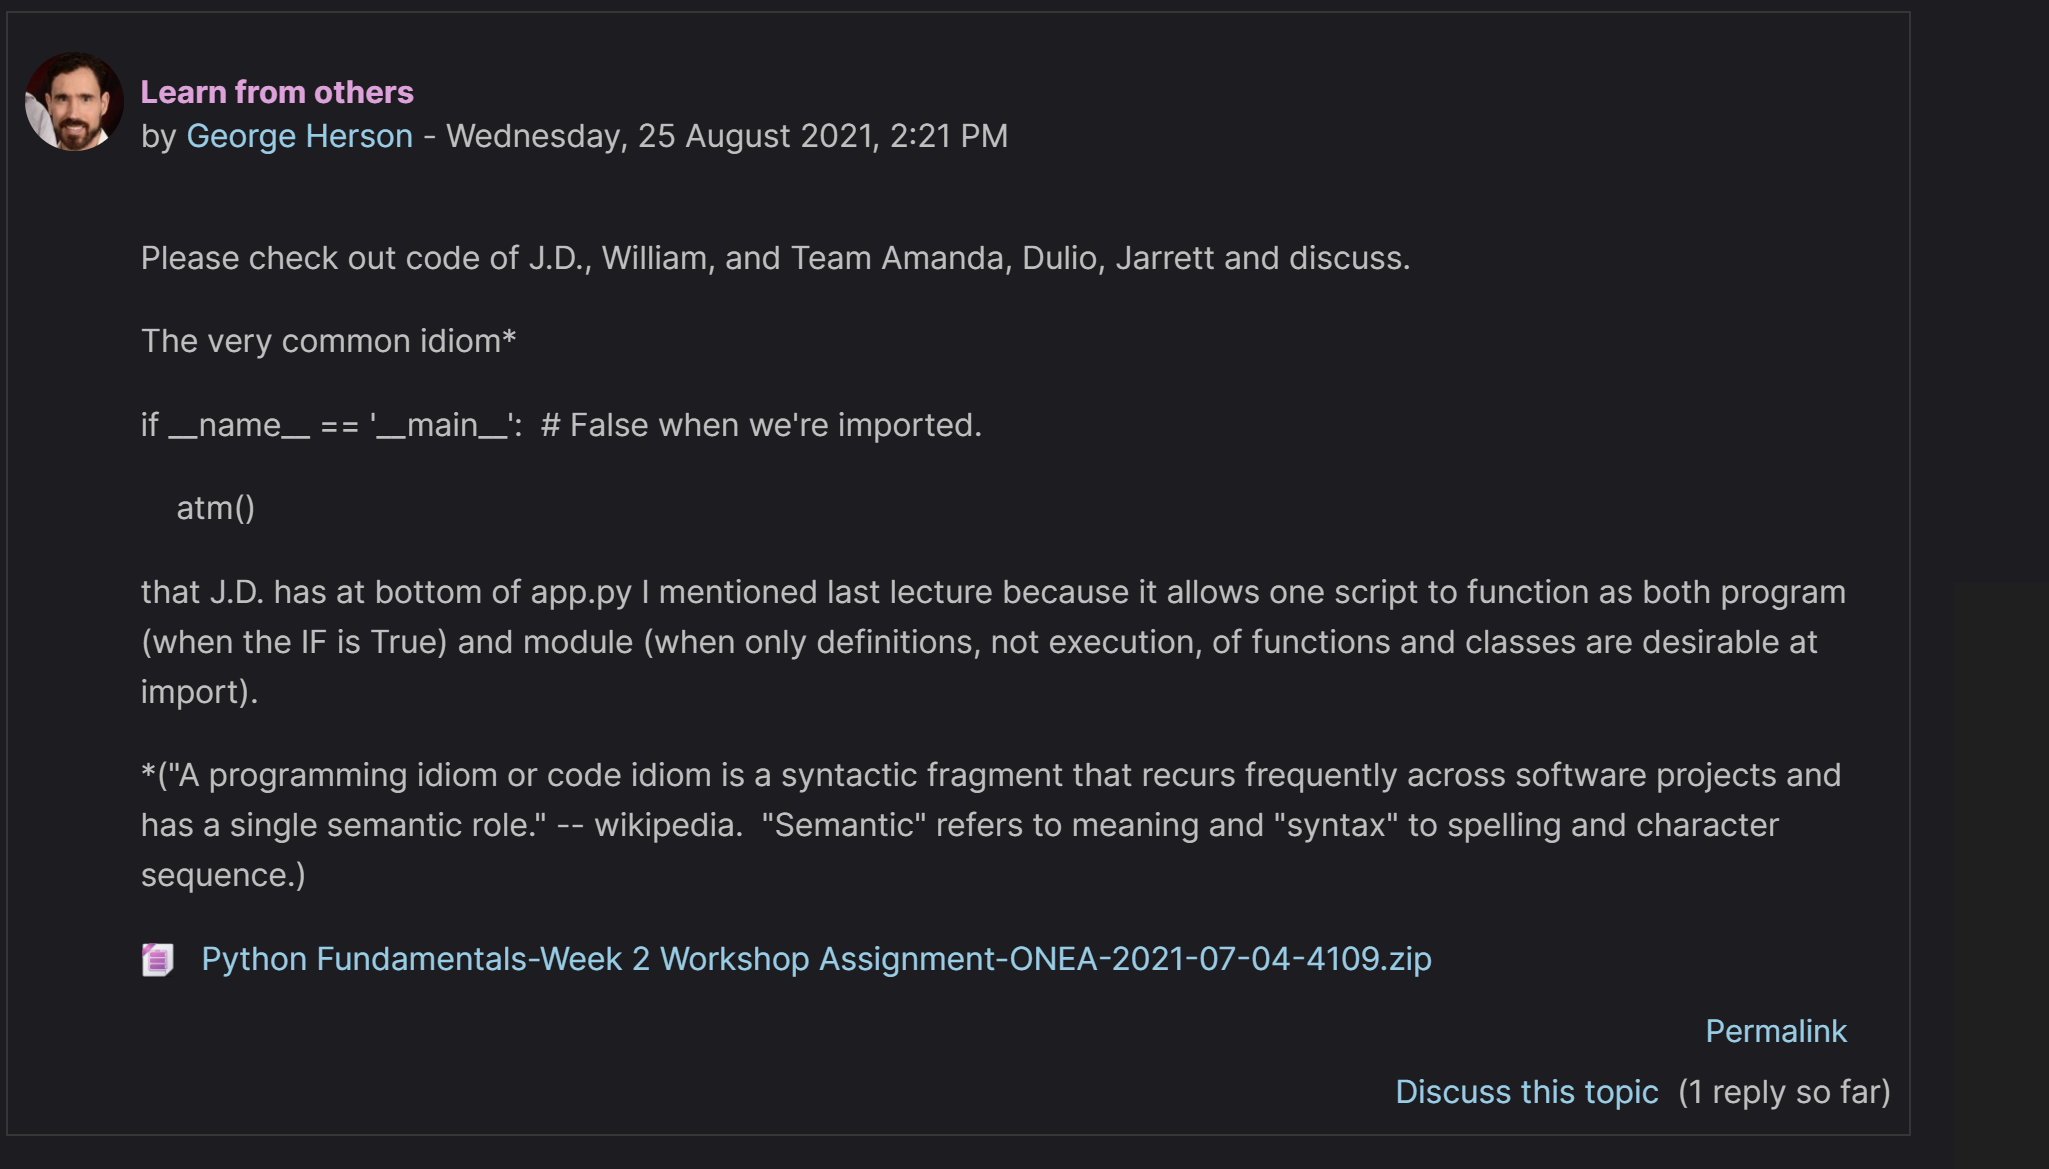 Learn from others
by George Herson - Wednesday, 25 August 2021, 2:21 PM
Please check out code of J.D., William, and Team Amanda, Dulio, Jarrett and discuss.
The very common idiom*
if __name__ == '__main__':  # False when we're imported.
    atm()
that J.D. has at bottom of app.py I mentioned last lecture because it allows one script to function as both program
(when the IF is True) and module (when only definitions, not execution, of functions and classes are desirable at
import).
*("A programming idiom or code idiom is a syntactic fragment that recurs frequently across software projects and
has a single semantic role." -- wikipedia.  "Semantic" refers to meaning and "syntax" to spelling and character
sequence.)
Python Fundamentals-Week 2 Workshop Assignment-ONEA-2021-07-04-4109.zip
Permalink
Discuss this topic (1 reply so far)